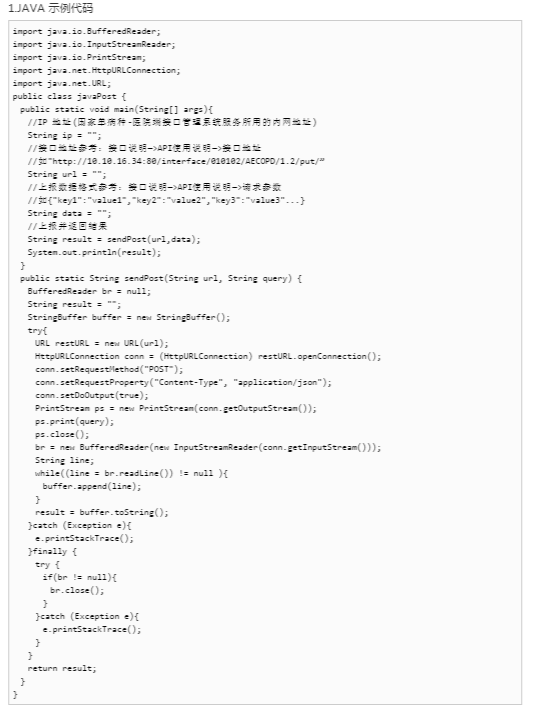 1.JAVA 示例代码
import java.io.BufferedReader;
import java.io.InputStreamReader;
import java.io.PrintStream;
import java.net.HttpURLConnection;
import java.net.URL;
public class javaPost {
public static void main(String[] args){
//IP 地址(国家单病种-医院端接口管理系统服务所用的内网地址)
String ip = "";
//接口地址参考: 接口说明->API使用说明->接口地址
//如"http://10.10.16.34:80/interface/010102/AECOPD/1.2/put/"
String url = "";
//上报数据格式参考: 接口说明->API使用说明->请求参数
//如{"key1":"value1","key2":"value2","key3":"value3"...}
String data = "";
//上报并返回结果
String result = sendPost(url,data);
System.out.println(result);
}
public static String sendPost(String url, String query) {
BufferedReader br = null;
String result = "";
StringBuffer buffer = new StringBuffer();
try{
URL restURL = new URL(url);
HttpURLConnection conn = (HttpURLConnection) restURL.openConnection();
conn.setRequestMethod("POST");
conn.setRequestProperty("Content-Type", "application/json");
conn.setDoOutput(true);
PrintStream ps = new PrintStream(conn.getOutputStream());
ps.print(query);
ps.close();
br = new BufferedReader(new InputStreamReader(conn.getInputStream()));
String line;
while((line = br.readLine()) != null ){
buffer.append(line);
}
result = buffer.toString();
}catch (Exception e){
e.printStackTrace();
}finally {
try {
if(br != null){
br.close();
}
}catch (Exception e){
e.printStackTrace();
}
}
return result;
}
}